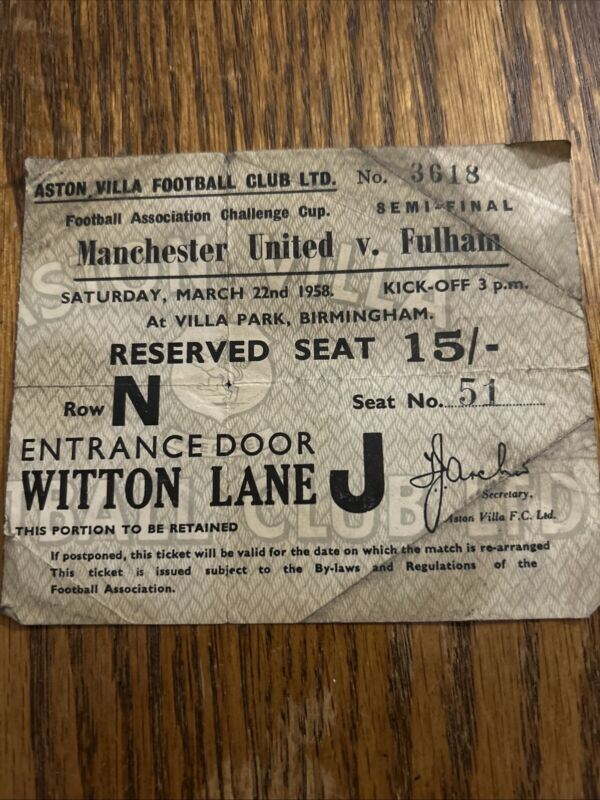 ASTON VILLA FOOTBALL CLUB LTD. No. 3618
Football Association Challenge Cup. SEMI-FINAL
Manchester United v. Fulham
SATURDAY, MARCH 22nd 1958. KICK-OFF 3 p.m.
At VILLA PARK, BIRMINGHAM.
RESERVED SEAT 15/-
Row N Seat No. 51
ENTRANCE DOOR
WITTON LANE J
Secretary,
Aston Villa F.C. Ltd.
THIS PORTION TO BE RETAINED
If postponed, this ticket will be valid for the date on which the match is re-arranged
This ticket is issued subject to the By-laws and Regulations of the
Football Association.